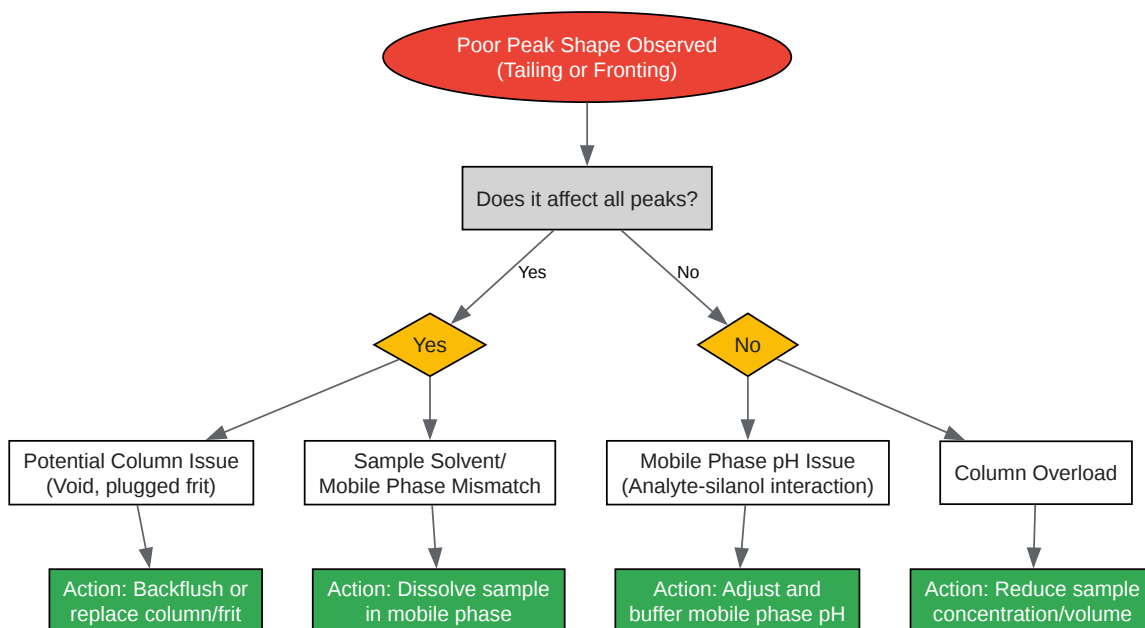 Poor Peak Shape Observed
(Tailing or Fronting)
Does it affect all peaks?
Yes
No
Yes
No
Potential Column Issue
(Void, plugged frit)
Sample Solvent/
Mobile Phase Mismatch
Mobile Phase pH Issue
(Analyte-silanol interaction)
Column Overload
Action: Backflush or
replace column/frit
Action: Dissolve sample
in mobile phase
Action: Adjust and
buffer mobile phase pH
Action: Reduce sample
concentration/volume